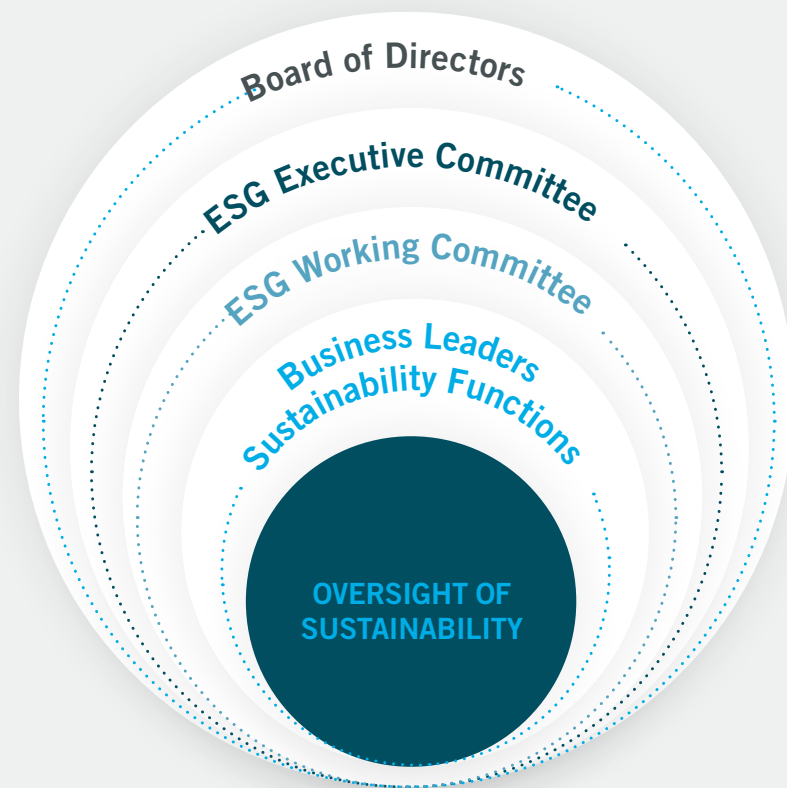 Board of Directors
ESG Executive Committee
ESG Working Committee
Business Leaders
Sustainability Functions
OVERSIGHT OF
SUSTAINABILITY